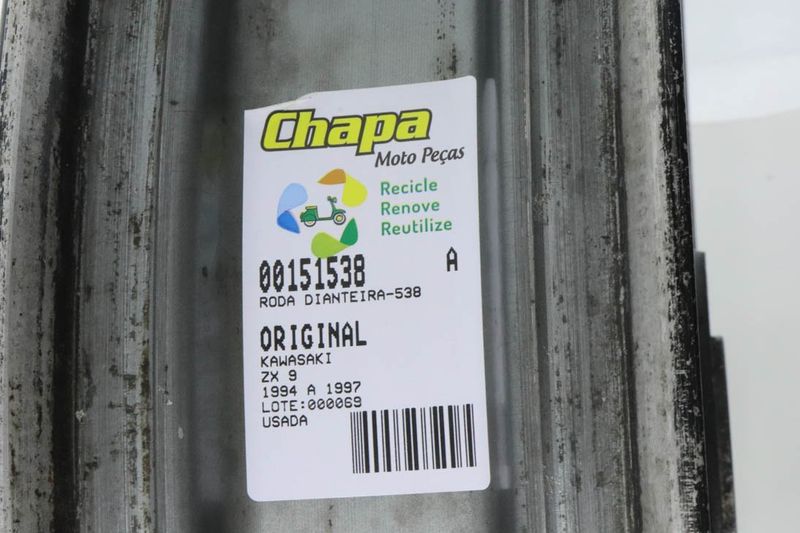 Chapa
Moto Peças
Recicle
Renove
Reutilize
00151538 A
RODA DIANTEIRA-538
ORIGINAL
KAWASAKI
ZX 9
1994 A 1997
LOTE:000069
USADA